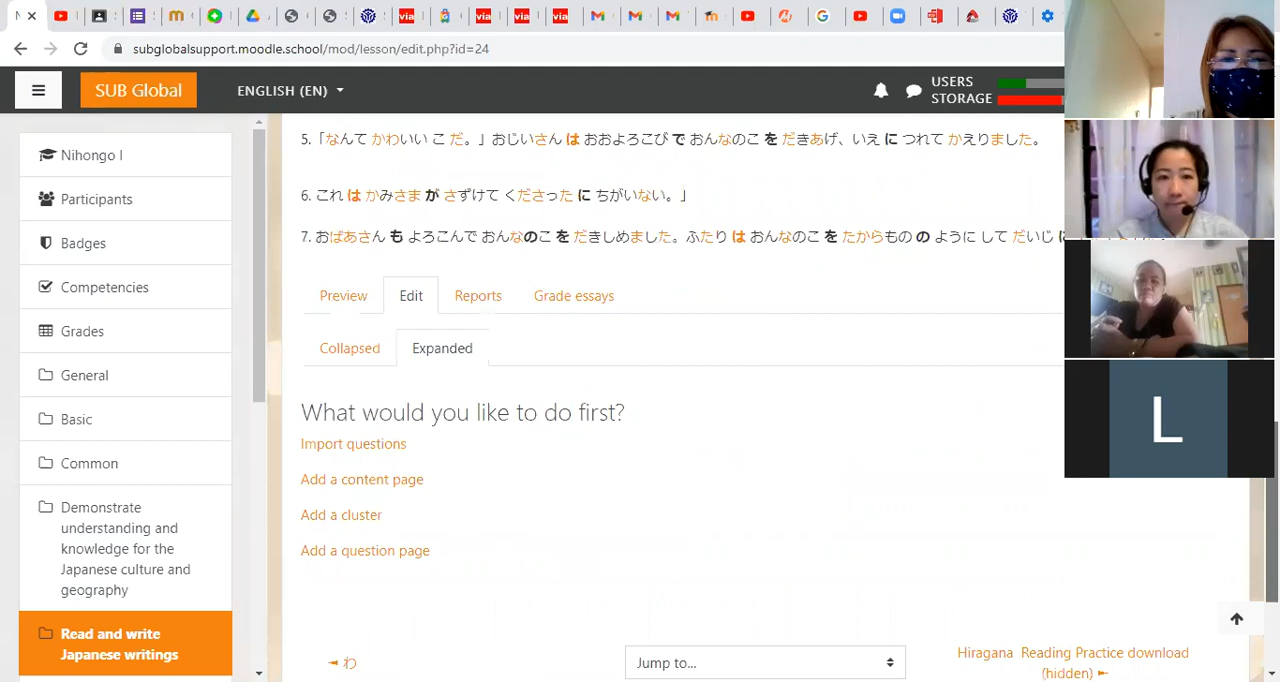 subglobalsupport.moodle.school/mod/lesson/edit.php?id=24
SUB Global
ENGLISH (EN)
USERS
STORAGE
Nihongo I
Participants
Badges
Competencies
Grades
General
Basic
Common
Demonstrate
understanding and
knowledge for the
Japanese culture and
geography
Read and write
Japanese writings
5. 「なんて かわいい こ だ。」おじいさん は おおよろこび で おんなのこ を だきあげ、いえ に つれて かえりました。
6. これ は かみさま が さずけて くださった に ちがいない。」
7. おばあさん も よろこんで おんなのこ を だきしめました。ふたり は おんなのこ を たからもの の ように して だいじ
Preview
Edit
Reports
Grade essays
Collapsed
Expanded
What would you like to do first?
Import questions
Add a content page
Add a cluster
Add a question page
◄ わ
Jump to...
Hiragana Reading Practice download
(hidden) ►
L